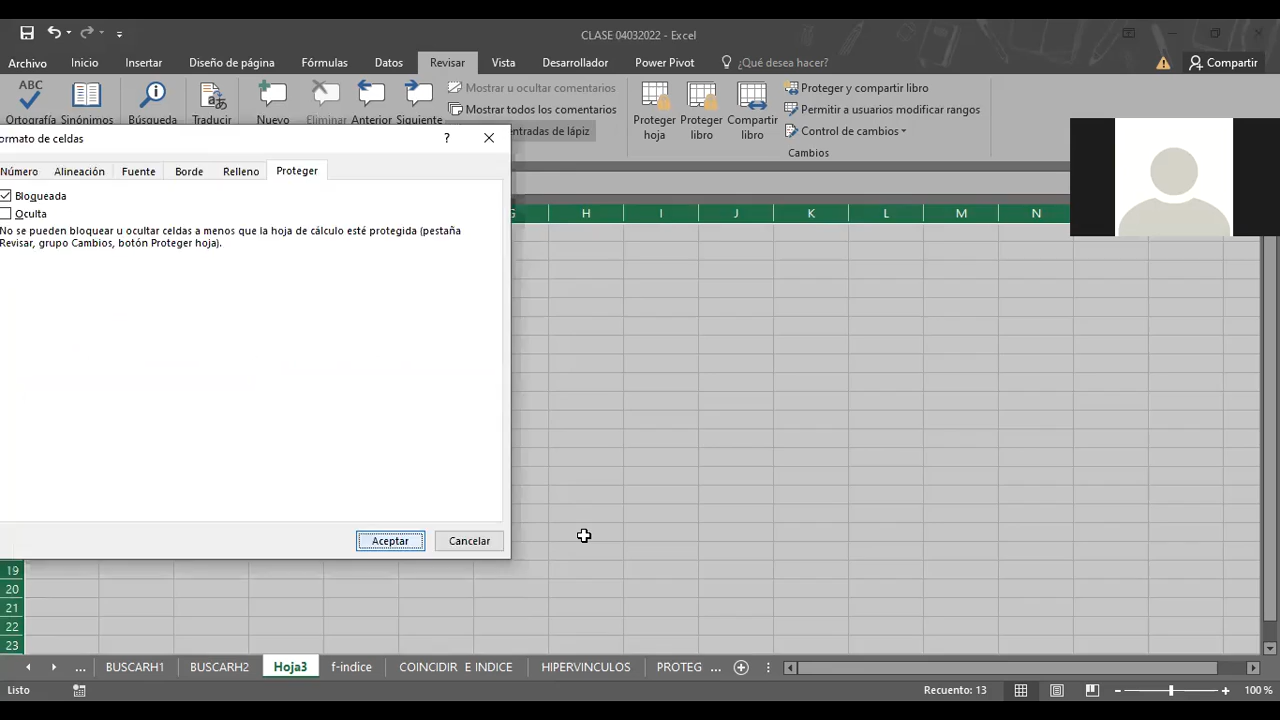 CLASE 04032022 - Excel
Archivo Inicio Insertar Diseño de página Fórmulas Datos Revisar Vista Desarrollador Power Pivot ¿Qué desea hacer? Compartir
ABC
Ortografía Sinónimos Búsqueda Traducir Nuevo Eliminar Anterior Siguiente
Mostrar u ocultar comentarios
Mostrar todos los comentarios
entradas de lápiz
Proteger hoja
Proteger libro
Compartir libro
Proteger y compartir libro
Permitir a usuarios modificar rangos
Control de cambios
Cambios
ormato de celdas ?
Número Alineación Fuente Borde Relleno Proteger
Bloqueada
Oculta
No se pueden bloquear u ocultar celdas a menos que la hoja de cálculo esté protegida (pestaña
Revisar, grupo Cambios, botón Proteger hoja).
Aceptar Cancelar
G H I J K L M N
19
20
21
22
23
... BUSCARH1 BUSCARH2 Hoja3 f-indice COINCIDIR E INDICE HIPERVINCULOS PROTEG ...
Listo Recuento: 13 100 %